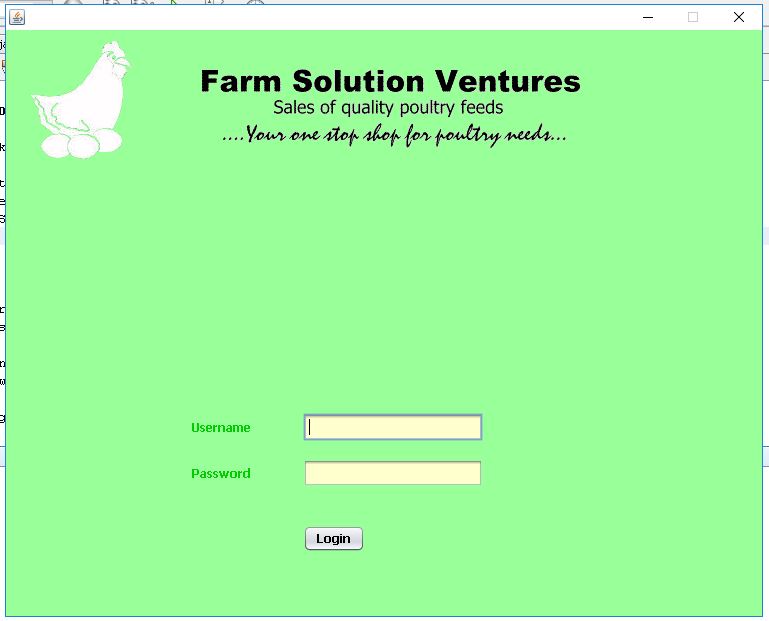 Farm Solution Ventures
Sales of quality poultry feeds
....Your one stop shop for poultry needs...
Username
Password
Login